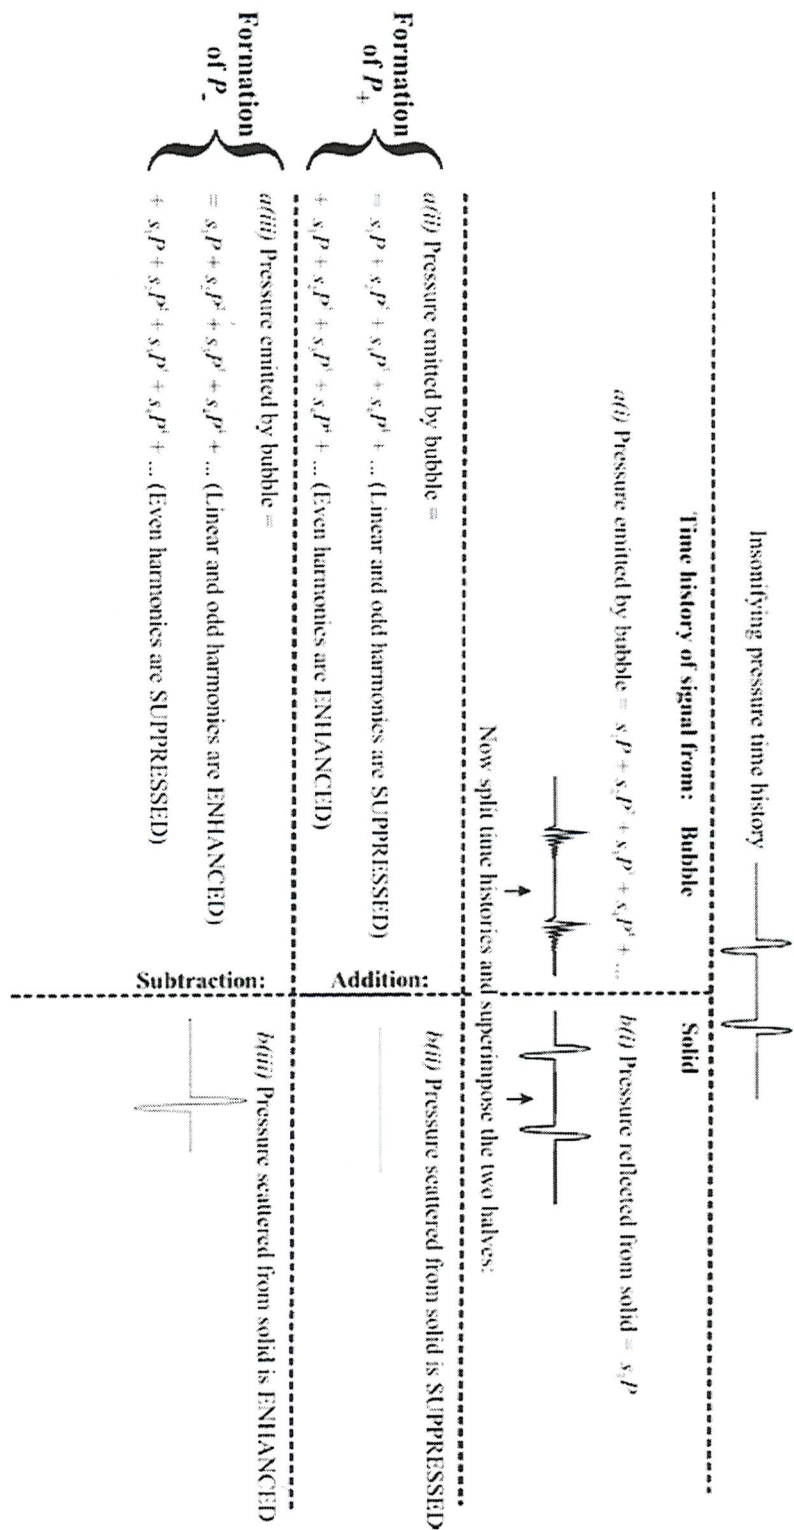 Insonifying pressure time history
Time history of signal from: Bubble
Solid
a(i) Pressure emitted by bubble = s₁P + s₂P² + s₃P³ + s₄P⁴ + ...
b(i) Pressure reflected from solid = s₁P
Now split time histories and superimpose the two halves:
Formation
of P₊
a(ii) Pressure emitted by bubble =
= s₁P + s₂P² + s₃P³ + s₄P⁴ + ... (Linear and odd harmonics are SUPPRESSED)
+ s₁P + s₂P² + s₃P³ + s₄P⁴ + ... (Even harmonics are ENHANCED)
Addition:
b(ii) Pressure scattered from solid is SUPPRESSED
Formation
of P₋
a(iii) Pressure emitted by bubble =
= s₁P + s₂P² + s₃P³ + s₄P⁴ + ... (Linear and odd harmonics are ENHANCED)
+ s₁P + s₂P² + s₃P³ + s₄P⁴ + ... (Even harmonics are SUPPRESSED)
Subtraction:
b(iii) Pressure scattered from solid is ENHANCED